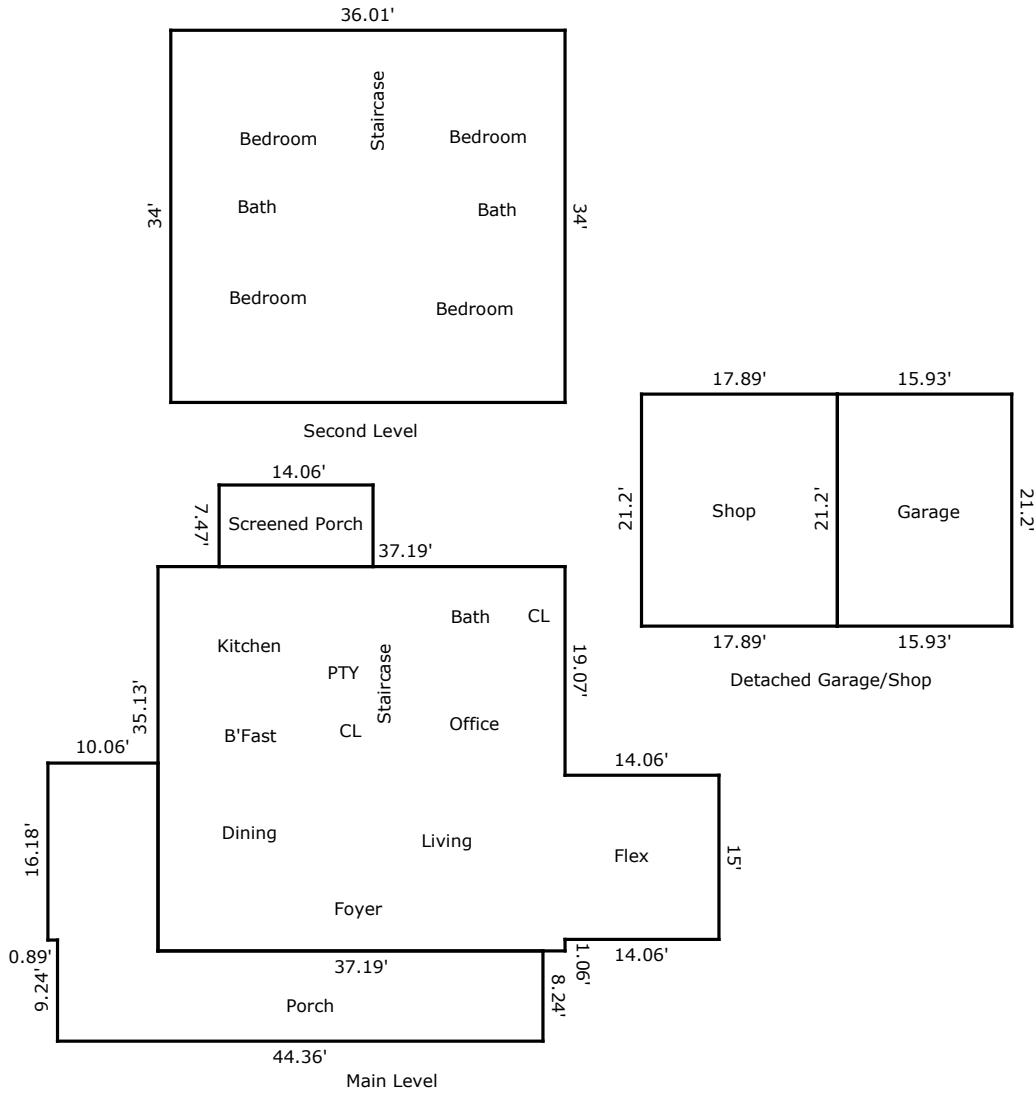 36.01'
Staircase
Bedroom
Bedroom
Bath
Bath
34'
34'
Bedroom
Bedroom
Second Level
17.89'
15.93'
21.2'
Shop
21.2'
Garage
21.2'
17.89'
15.93'
Detached Garage/Shop
14.06'
7.47'
Screened Porch
37.19'
Bath
CL
Kitchen
PTY
Staircase
19.07'
35.13'
B'Fast
CL
Office
10.06'
14.06'
16.18'
Dining
Living
Flex
15'
Foyer
0.89'
9.24'
37.19'
1.06'
14.06'
8.24'
Porch
44.36'
Main Level